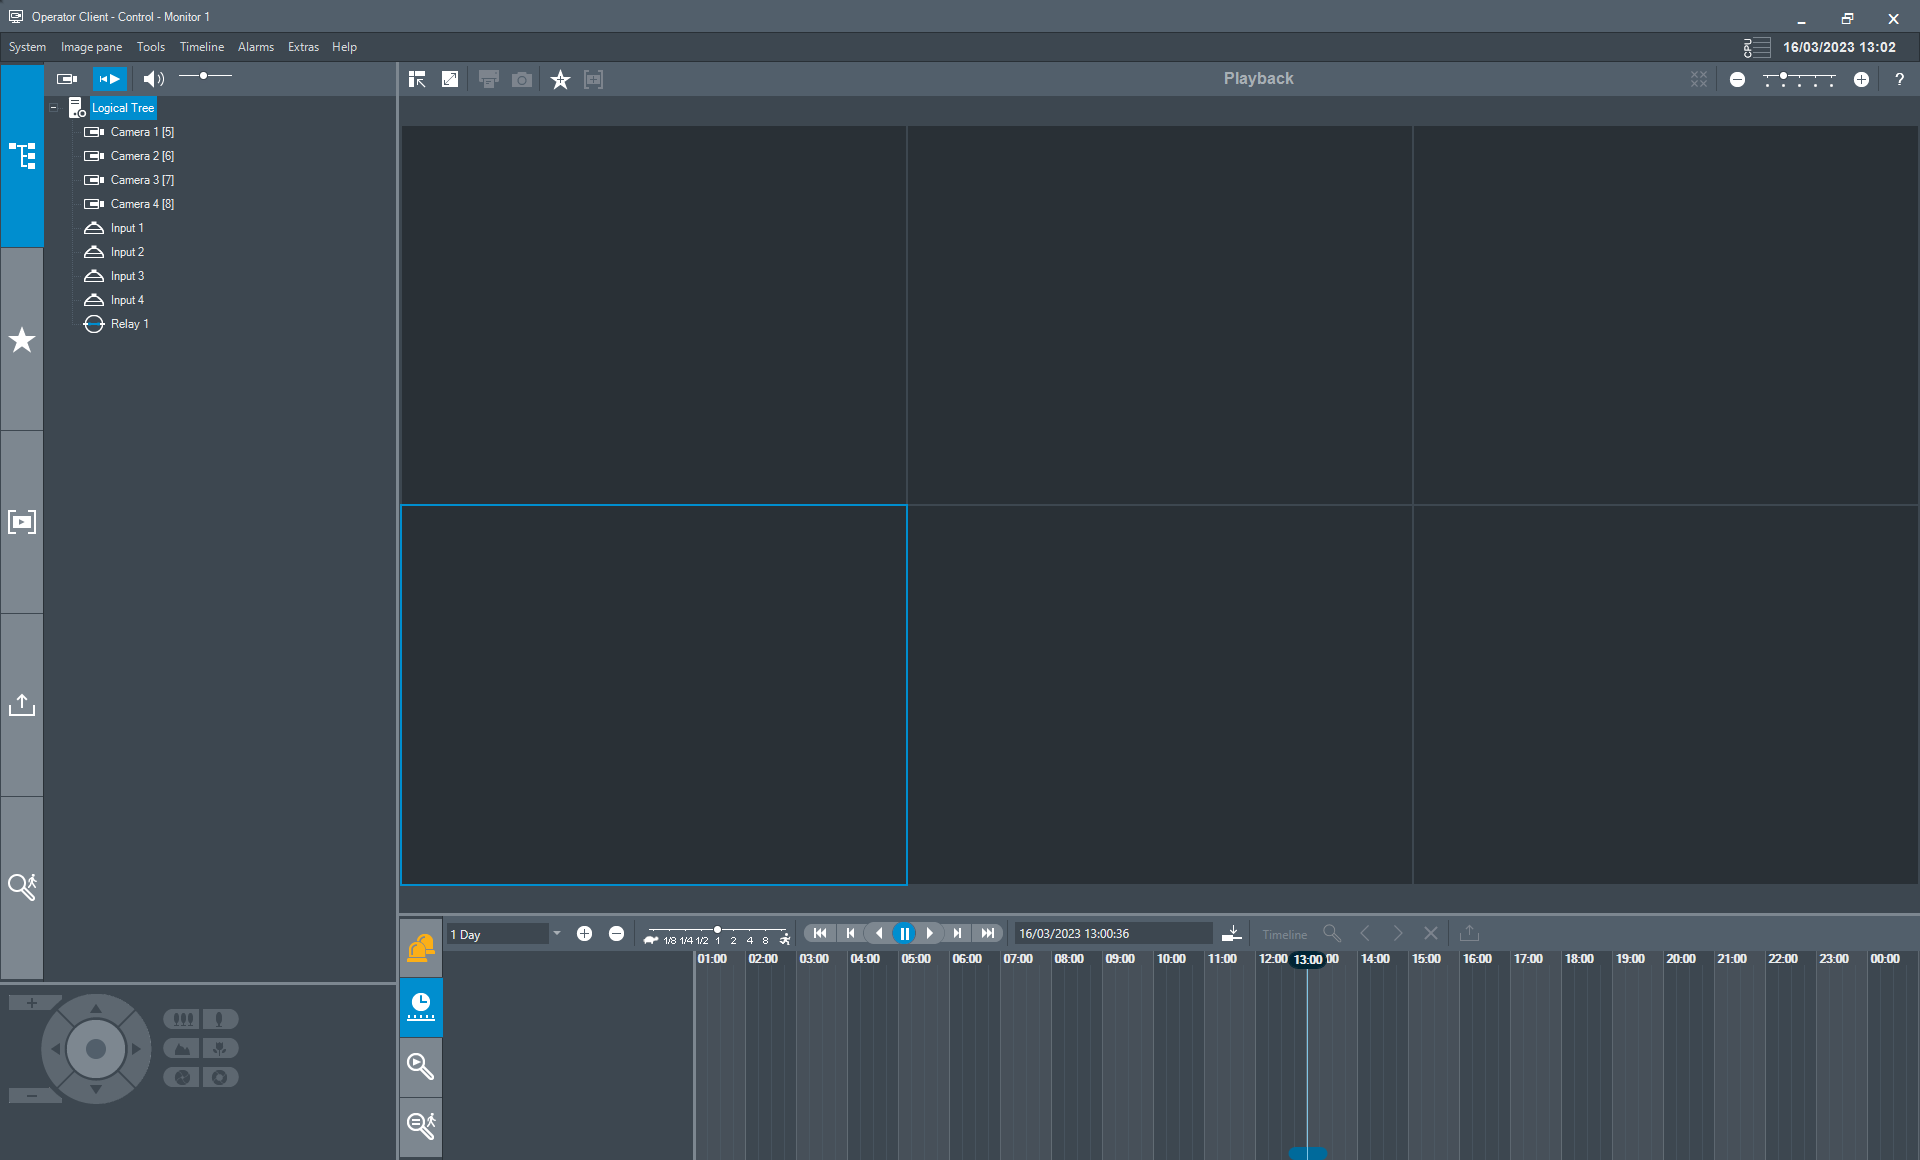 Operator Client - Control - Monitor 1
System Image pane Tools Timeline Alarms Extras Help
CPU 16/03/2023 13:02
Playback
?
Logical Tree
Camera 1 [5]
Camera 2 [6]
Camera 3 [7]
Camera 4 [8]
Input 1
Input 2
Input 3
Input 4
Relay 1
1 Day
1/8 1/4 1/2 1 2 4 8
16/03/2023 13:00:36
Timeline
01:00 02:00 03:00 04:00 05:00 06:00 07:00 08:00 09:00 10:00 11:00 12:00 13:00 14:00 15:00 16:00 17:00 18:00 19:00 20:00 21:00 22:00 23:00 00:00